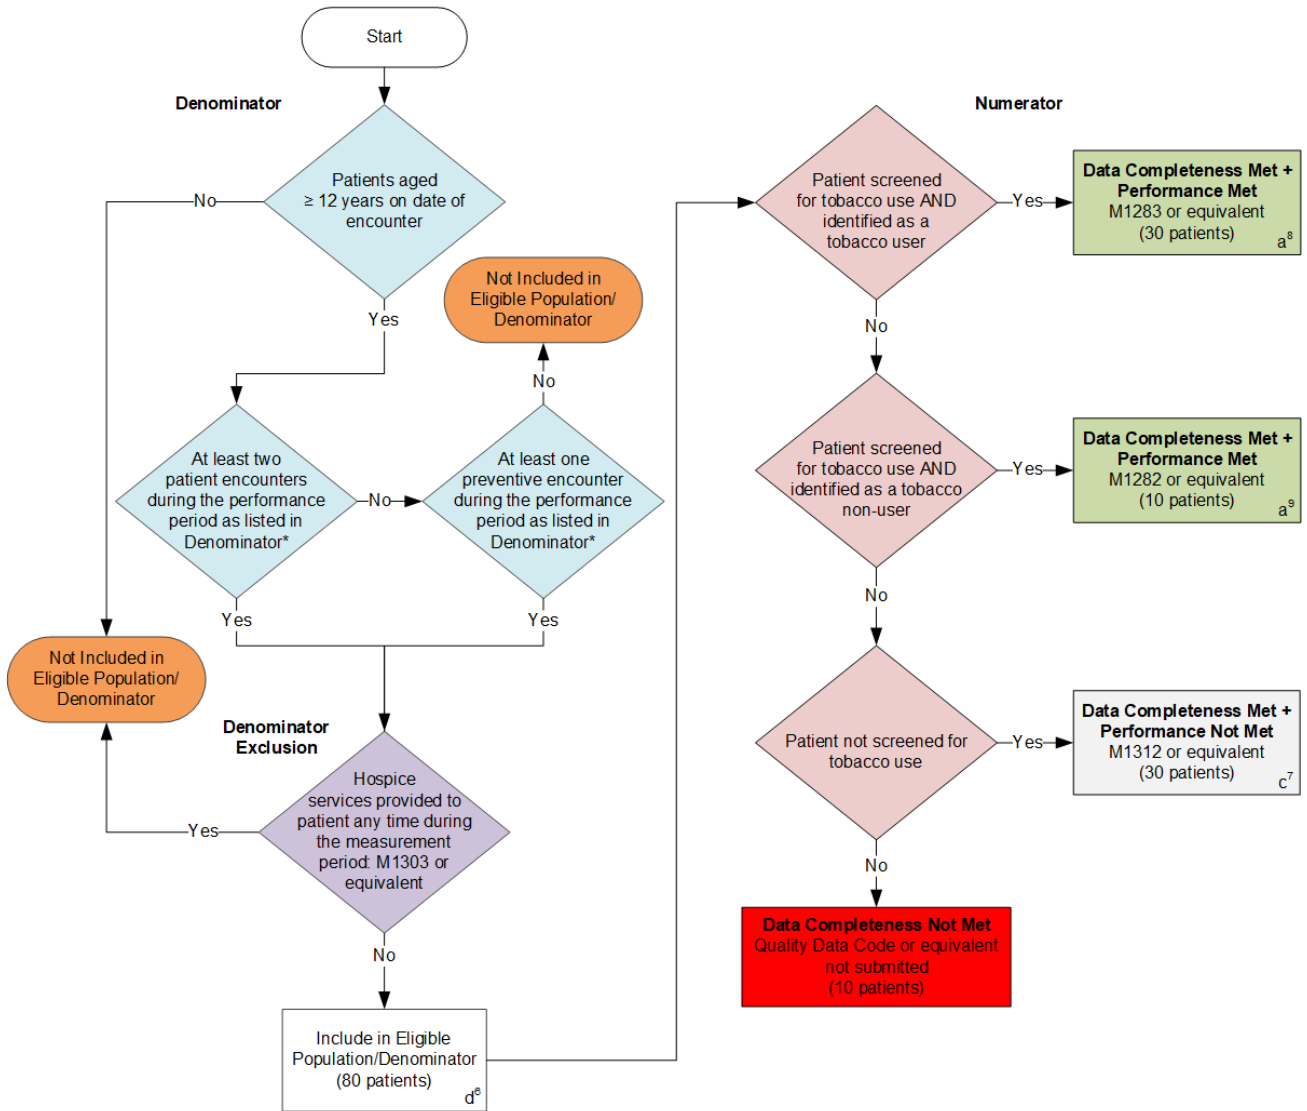 Start
Denominator
Patients aged
≥ 12 years on date of
encounter
No
Yes
Not Included in
Eligible Population/
Denominator
No
At least two
patient encounters
during the performance
period as listed in
Denominator*
No
At least one
preventive encounter
during the performance
period as listed in
Denominator*
Yes
Yes
Not Included in
Eligible Population/
Denominator
Denominator
Exclusion
Hospice
services provided to
patient any time during
the measurement
period: M1303 or
equivalent
Yes
No
Include in Eligible
Population/Denominator
(80 patients)
d⁶
Numerator
Patient screened
for tobacco use AND
identified as a
tobacco user
Yes
Data Completeness Met +
Performance Met
M1283 or equivalent
(30 patients)
a⁸
No
Patient screened
for tobacco use AND
identified as a tobacco
non-user
Yes
Data Completeness Met +
Performance Met
M1282 or equivalent
(10 patients)
a⁹
No
Patient not screened for
tobacco use
Yes
Data Completeness Met +
Performance Not Met
M1312 or equivalent
(30 patients)
c⁷
No
Data Completeness Not Met
Quality Data Code or equivalent
not submitted
(10 patients)